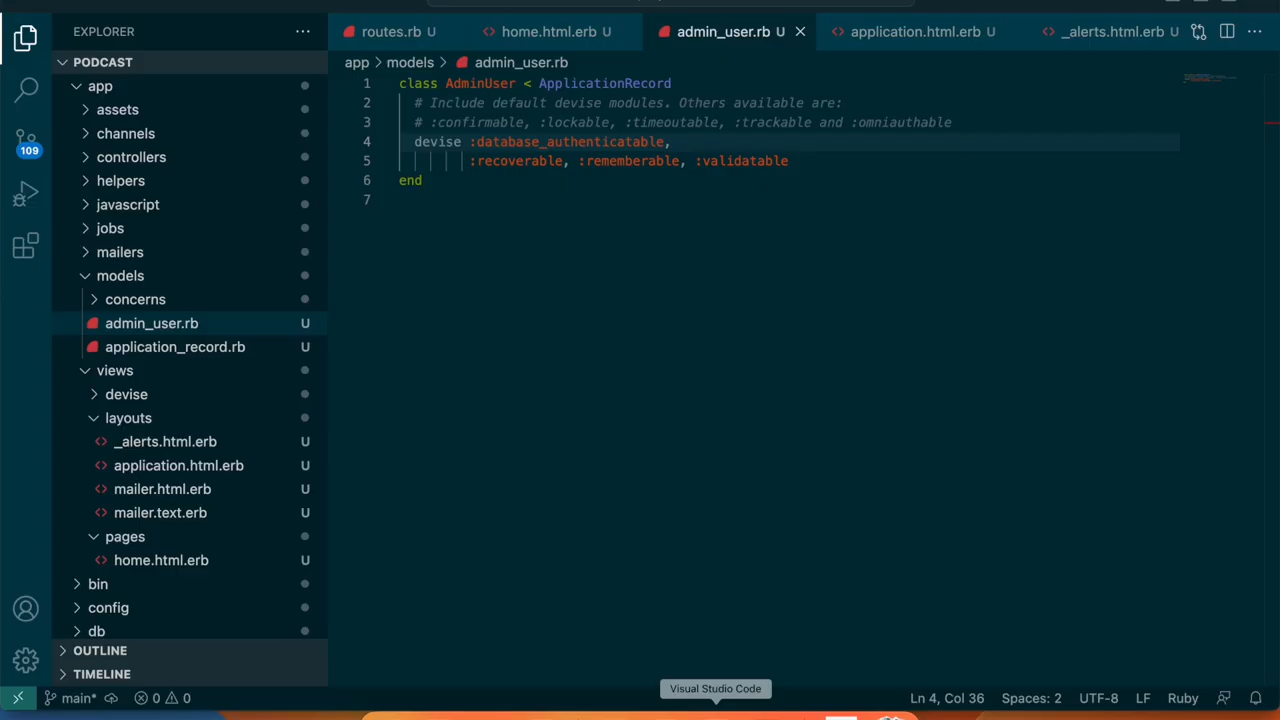 EXPLORER ...
PODCAST
app
assets
channels
controllers
helpers
javascript
jobs
mailers
models
concerns
admin_user.rb U
application_record.rb U
views
devise
layouts
_alerts.html.erb U
application.html.erb U
mailer.html.erb U
mailer.text.erb U
pages
home.html.erb U
bin
config
db
OUTLINE
TIMELINE
109
routes.rb U home.html.erb U admin_user.rb U application.html.erb U _alerts.html.erb U ...
app > models > admin_user.rb
1 class AdminUser < ApplicationRecord
2 # Include default devise modules. Others available are:
3 # :confirmable, :lockable, :timeoutable, :trackable and :omniauthable
4 devise :database_authenticatable,
5 :recoverable, :rememberable, :validatable
6 end
7
Visual Studio Code
main* 0 0 Ln 4, Col 36 Spaces: 2 UTF-8 LF Ruby